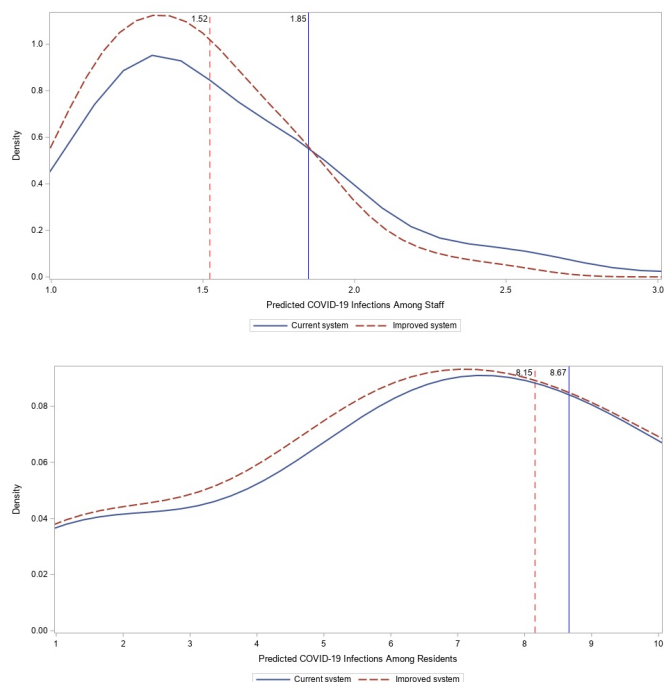 1.52 1.85
1.0
0.8
0.6
0.4
0.2
0.0
Density
1.0 1.5 2.0 2.5 3.0
Predicted COVID-19 Infections Among Staff
Current system Improved system
8.15 8.67
0.08
0.06
0.04
0.02
0.00
Density
1 2 3 4 5 6 7 8 9 10
Predicted COVID-19 Infections Among Residents
Current system Improved system